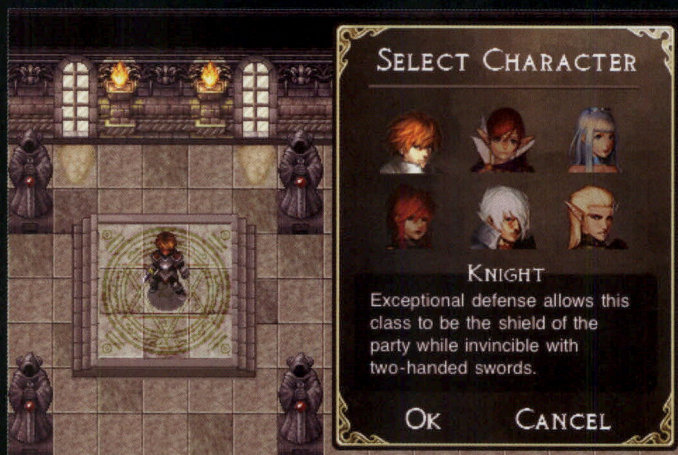 SELECT CHARACTER
KNIGHT
Exceptional defense allows this
class to be the shield of the
party while invincible with
two-handed swords.
OK CANCEL